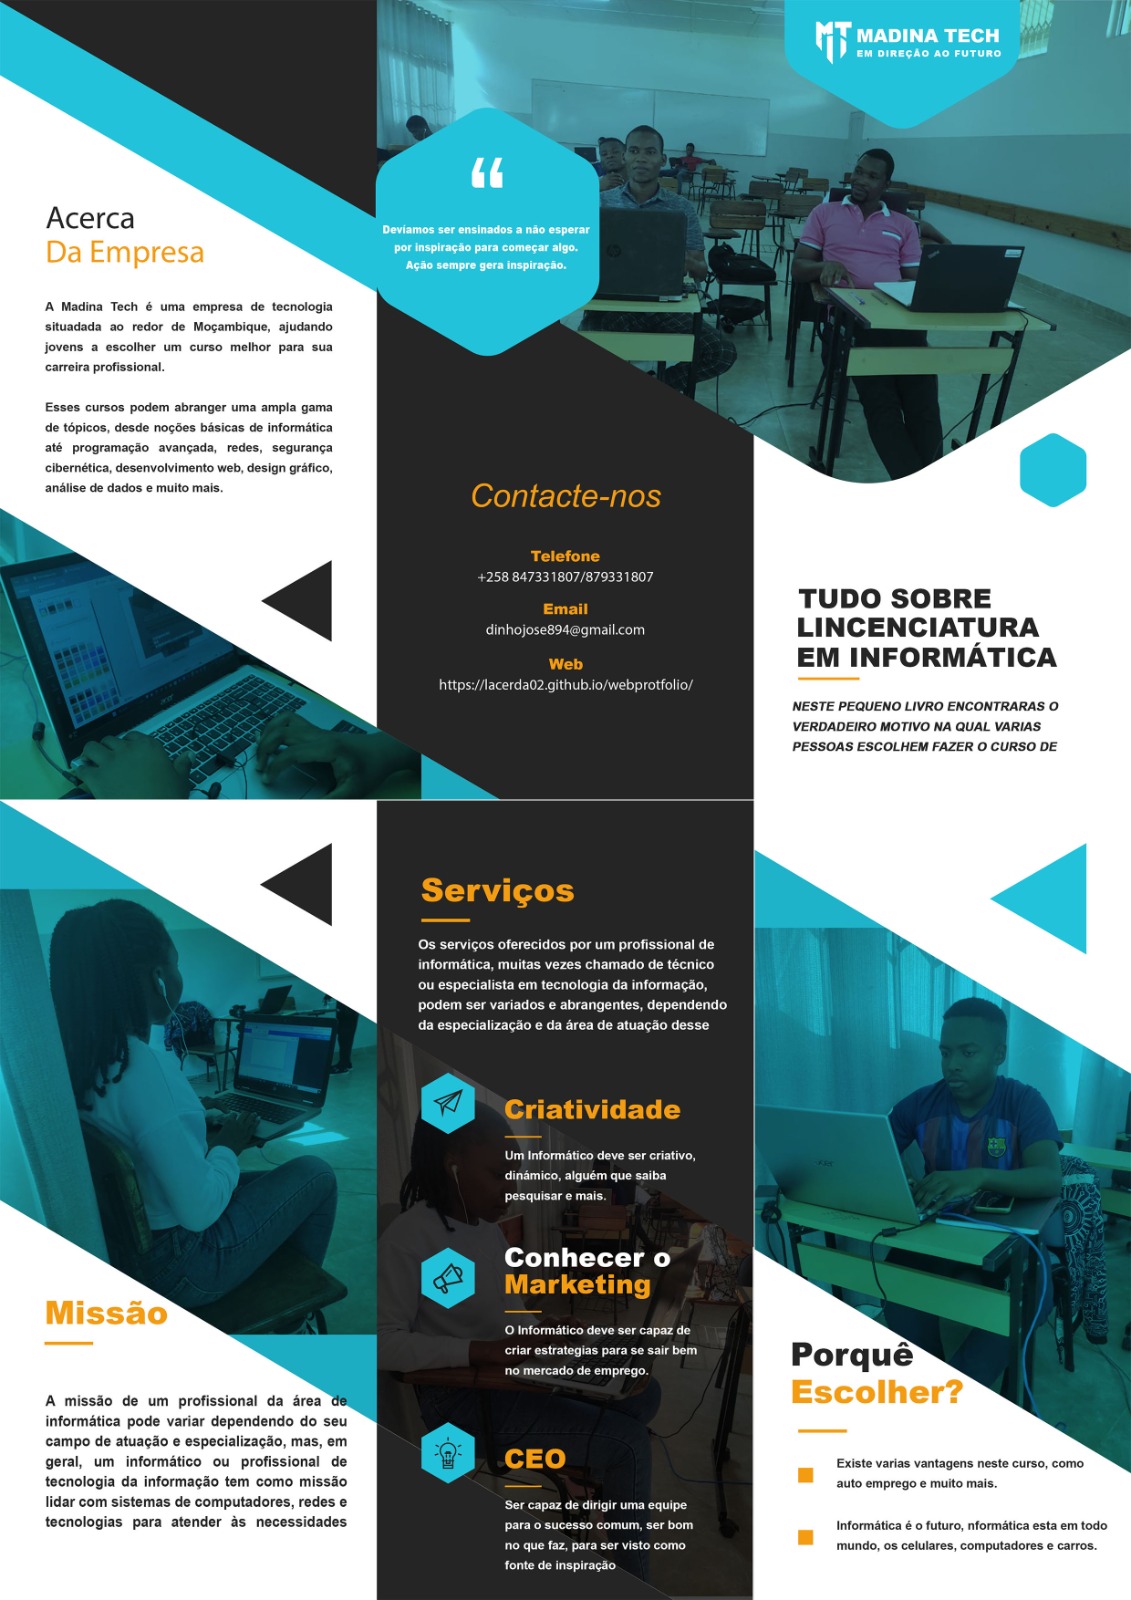 Acerca
Da Empresa
A Madina Tech é uma empresa de tecnologia
situadada ao redor de Moçambique, ajudando
jovens a escolher um curso melhor para sua
carreira profissional.
Esses cursos podem abranger uma ampla gama
de tópicos, desde noções básicas de informática
até programação avançada, redes, segurança
cibernética, desenvolvimento web, design gráfico,
análise de dados e muito mais.
“
Devíamos ser ensinados a não esperar
por inspiração para começar algo.
Ação sempre gera inspiração.
Contacte-nos
Telefone
+258 847331807/879331807
Email
dinhojose894@gmail.com
Web
https://lacerda02.github.io/webprotfolio/
MT MADINA TECH
EM DIREÇÃO AO FUTURO
TUDO SOBRE
LINCENCIATURA
EM INFORMÁTICA
NESTE PEQUENO LIVRO ENCONTRARAS O
VERDADEIRO MOTIVO NA QUAL VARIAS
PESSOAS ESCOLHEM FAZER O CURSO DE
Missão
A missão de um profissional da área de
informática pode variar dependendo do seu
campo de atuação e especialização, mas, em
geral, um informático ou profissional de
tecnologia da informação tem como missão
lidar com sistemas de computadores, redes e
tecnologias para atender às necessidades
Serviços
Os serviços oferecidos por um profissional de
informática, muitas vezes chamado de técnico
ou especialista em tecnologia da informação,
podem ser variados e abrangentes, dependendo
da especialização e da área de atuação desse
Criatividade
Um Informático deve ser criativo,
dinámico, alguém que saiba
pesquisar e mais.
Conhecer o
Marketing
O Informático deve ser capaz de
criar estrategias para se sair bem
no mercado de emprego.
CEO
Ser capaz de dirigir uma equipe
para o sucesso comum, ser bom
no que faz, para ser visto como
fonte de inspiração
Porquê
Escolher?
Existe varias vantagens neste curso, como
auto emprego e muito mais.
Informática é o futuro, nformática esta em todo
mundo, os celulares, computadores e carros.